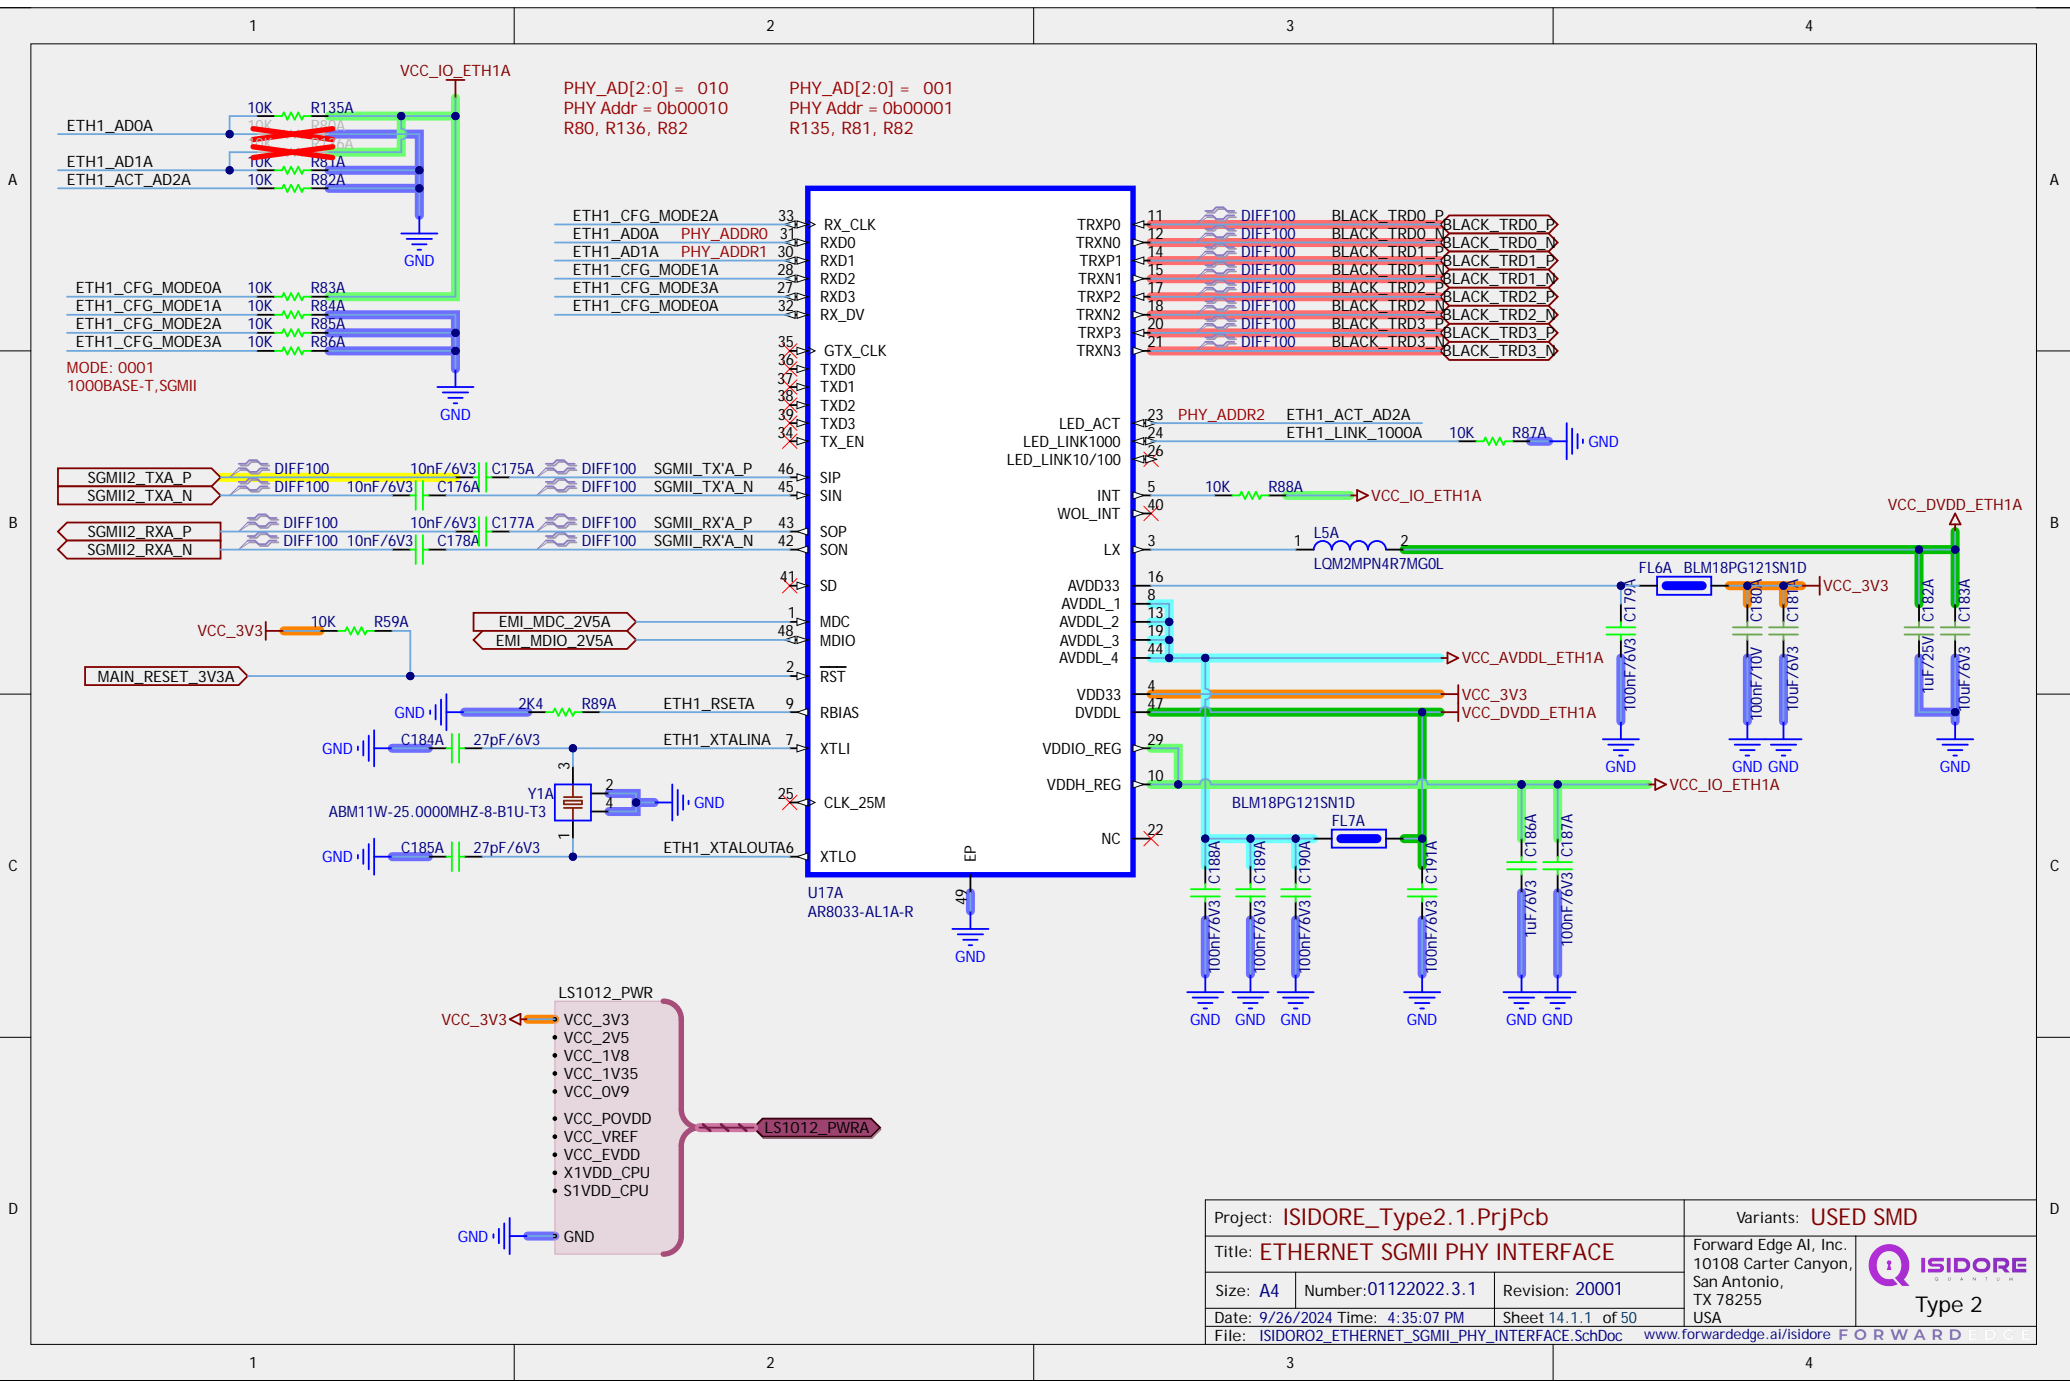 1 2 3 4
A
B
C
D
A
B
C
D
1 2 3 4
VCC_IO_ETH1A
10K R135A
ETH1_AD0A
ETH1_AD1A
10K R81A
ETH1_ACT_AD2A 10K R82A
GND
ETH1_CFG_MODE0A 10K R83A
ETH1_CFG_MODE1A 10K R84A
ETH1_CFG_MODE2A 10K R85A
ETH1_CFG_MODE3A 10K R86A
MODE: 0001
1000BASE-T,SGMII
GND
PHY_AD[2:0] = 010
PHY Addr = 0b00010
R80, R136, R82
PHY_AD[2:0] = 001
PHY Addr = 0b00001
R135, R81, R82
ETH1_CFG_MODE2A 33 RX_CLK
ETH1_AD0A PHY_ADDR0 31 RXD0
ETH1_AD1A PHY_ADDR1 30 RXD1
ETH1_CFG_MODE1A 28 RXD2
ETH1_CFG_MODE3A 27 RXD3
ETH1_CFG_MODE0A 32 RX_DV
35 GTX_CLK
36 TXD0
37 TXD1
38 TXD2
39 TXD3
34 TX_EN
SGMII2_TXA_P DIFF100 10nF/6V3 C175A DIFF100 SGMII_TX'A_P 46 SIP
SGMII2_TXA_N DIFF100 10nF/6V3 C176A DIFF100 SGMII_TX'A_N 45 SIN
SGMII2_RXA_P DIFF100 10nF/6V3 C177A DIFF100 SGMII_RX'A_P 43 SOP
SGMII2_RXA_N DIFF100 10nF/6V3 C178A DIFF100 SGMII_RX'A_N 42 SON
41 SD
EMI_MDC_2V5A 1 MDC
EMI_MDIO_2V5A 48 MDIO
VCC_3V3 10K R59A
MAIN_RESET_3V3A 2 RST
GND 2K4 R89A ETH1_RSETA 9 RBIAS
GND C184A 27pF/6V3 ETH1_XTALINA 7 XTLI
3
Y1A 2 4 GND
ABM11W-25.0000MHZ-8-B1U-T3
1
25 CLK_25M
GND C185A 27pF/6V3 ETH1_XTALOUTA 6 XTLO
EP
49
GND
U17A
AR8033-AL1A-R
TRXP0 11 DIFF100 BLACK_TRD0_P BLACK_TRD0_P
TRXN0 12 DIFF100 BLACK_TRD0_N BLACK_TRD0_N
TRXP1 14 DIFF100 BLACK_TRD1_P BLACK_TRD1_P
TRXN1 15 DIFF100 BLACK_TRD1_N BLACK_TRD1_N
TRXP2 17 DIFF100 BLACK_TRD2_P BLACK_TRD2_P
TRXN2 18 DIFF100 BLACK_TRD2_N BLACK_TRD2_N
TRXP3 20 DIFF100 BLACK_TRD3_P BLACK_TRD3_P
TRXN3 21 DIFF100 BLACK_TRD3_N BLACK_TRD3_N
LED_ACT 23 PHY_ADDR2 ETH1_ACT_AD2A
LED_LINK1000 24 ETH1_LINK_1000A 10K R87A GND
LED_LINK10/100 26
INT 5 10K R88A VCC_IO_ETH1A
WOL_INT 40
LX 3 1 L5A 2
LQM2MPN4R7MG0L
VCC_DVDD_ETH1A
AVDD33 16
FL6A BLM18PG121SN1D
VCC_3V3
AVDDL_1 8
AVDDL_2 13
AVDDL_3 19
AVDDL_4 44 VCC_AVDDL_ETH1A
VDD33 4 VCC_3V3
DVDDL 47 VCC_DVDD_ETH1A
VDDIO_REG 29
VDDH_REG 10 VCC_IO_ETH1A
NC 22
BLM18PG121SN1D
FL7A
C179A 100nF/6V3 GND
C180A 100nF/10V GND
C181A 10uF/6V3 GND
C182A 1uF/25V
C183A 10uF/6V3 GND
C188A 100nF/6V3 GND
C189A 100nF/6V3 GND
C190A 100nF/6V3 GND
C191A 100nF/6V3 GND
C186A 1uF/6V3 GND
C187A 100nF/6V3 GND
LS1012_PWR
VCC_3V3 VCC_3V3
VCC_2V5
VCC_1V8
VCC_1V35
VCC_0V9
VCC_POVDD
VCC_VREF
VCC_EVDD
X1VDD_CPU
S1VDD_CPU
GND GND
LS1012_PWRA
Project: ISIDORE_Type2.1.PrjPcb
Variants: USED SMD
Title: ETHERNET SGMII PHY INTERFACE
Size: A4 Number: 01122022.3.1 Revision: 20001
Date: 9/26/2024 Time: 4:35:07 PM Sheet 14.1.1 of 50
File: ISIDORO2_ETHERNET_SGMII_PHY_INTERFACE.SchDoc
Forward Edge AI, Inc.
10108 Carter Canyon,
San Antonio,
TX 78255
USA
ISIDORE
QUANTUM
Type 2
www.forwardedge.ai/isidore FORWARDEDGE